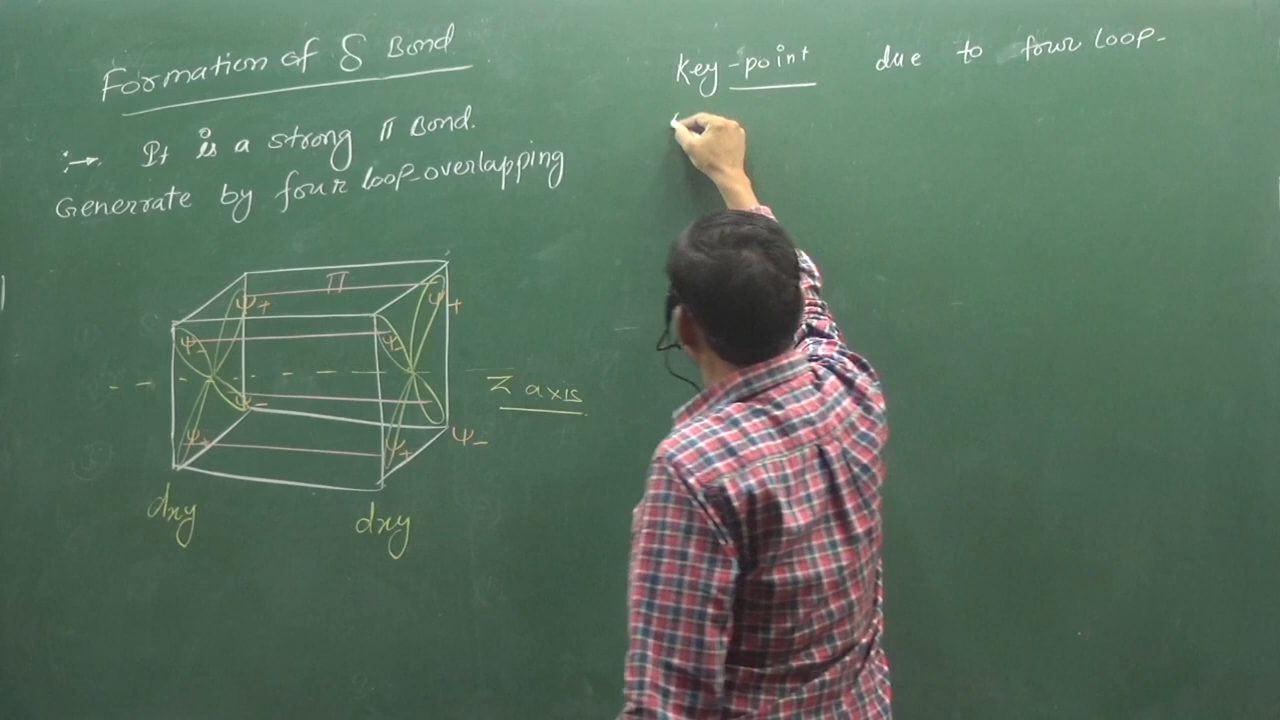 Formation of δ Bond
:→ It is a strong π Bond.
Generrate by four loop-overlapping
Key-point due to four loop-
π
Ψ+ Ψ+
Ψ- Ψ-
Z axis
Ψ- Ψ-
Ψ+ Ψ+
dxy dxy